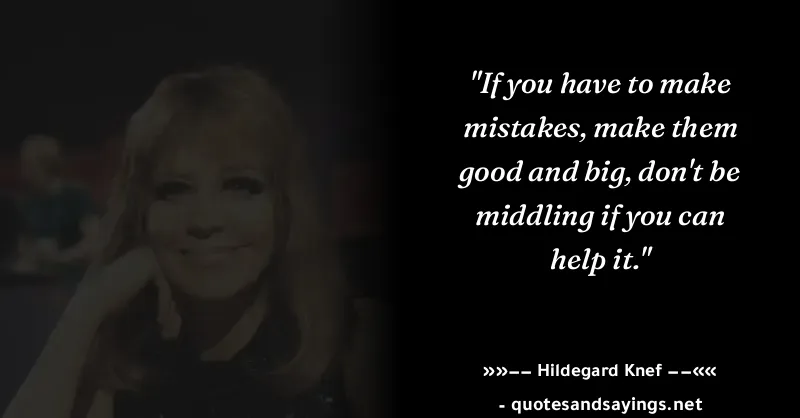 "If you have to make
mistakes, make them
good and big, don't be
middling if you can
help it."
»»–– Hildegard Knef ––««
- quotesandsayings.net